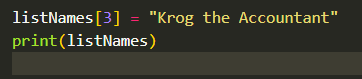 listNames[3] = "Krog the Accountant"
print(listNames)